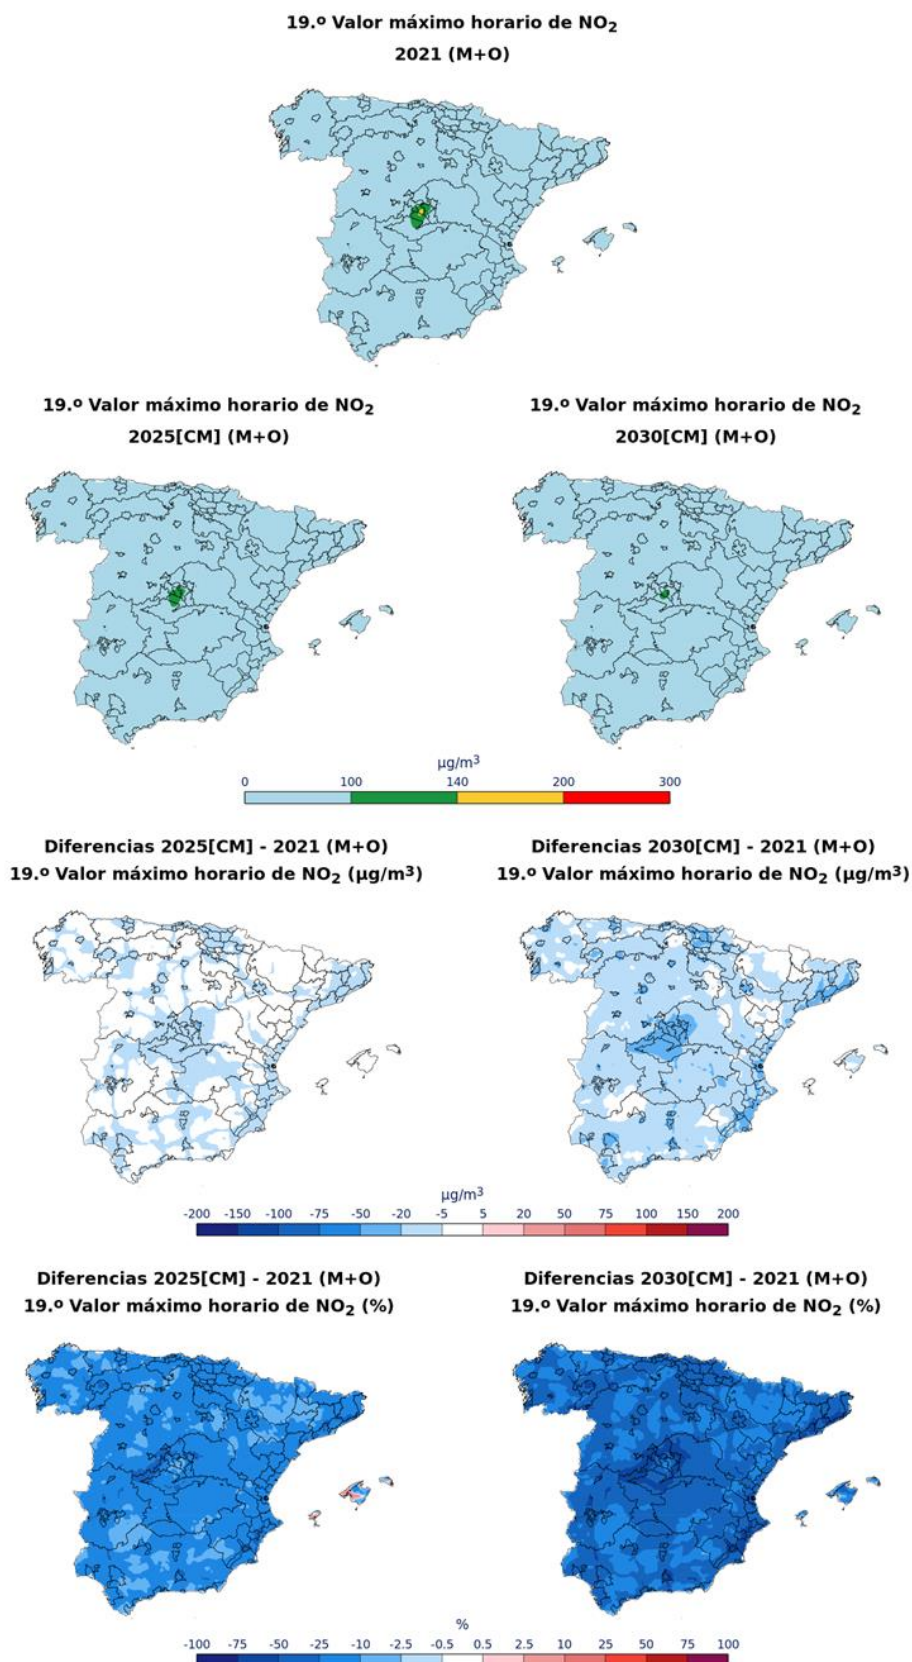 19.º Valor máximo horario de NO₂
2021 (M+O)
19.º Valor máximo horario de NO₂
2025[CM] (M+O)
19.º Valor máximo horario de NO₂
2030[CM] (M+O)
µg/m³
0 100 140 200 300
Diferencias 2025[CM] - 2021 (M+O)
19.º Valor máximo horario de NO₂ (µg/m³)
Diferencias 2030[CM] - 2021 (M+O)
19.º Valor máximo horario de NO₂ (µg/m³)
µg/m³
-200 -150 -100 -75 -50 -20 -5 5 20 50 75 100 150 200
Diferencias 2025[CM] - 2021 (M+O)
19.º Valor máximo horario de NO₂ (%)
Diferencias 2030[CM] - 2021 (M+O)
19.º Valor máximo horario de NO₂ (%)
%
-100 -75 -50 -25 -10 -2.5 -0.5 0.5 2.5 10 25 50 75 100